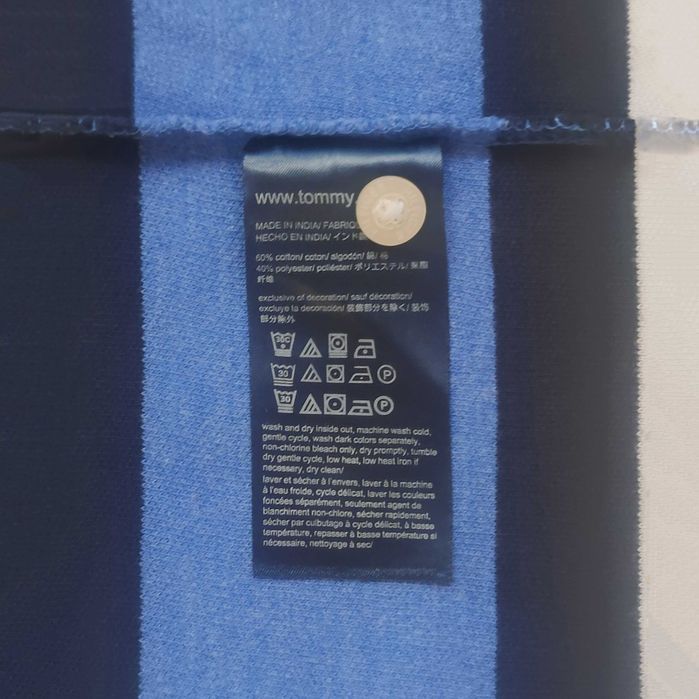 www.tommy.
MADE IN INDIA/ FABRIQU
HECHO EN INDIA/ インド
60% cotton/ coton/ algodón/ 綿/ 棉
40% polyester/ poliéster/ ポリエステル/ 聚酯
纤维
exclusive of decoration/ sauf décoration/
excluye la decoración/ 装飾部分を除く/ 装饰
部分除外
30C
30 P
30 P
wash and dry inside out, machine wash cold,
gentle cycle, wash dark colors separately,
non-chlorine bleach only, dry promptly, tumble
dry gentle cycle, low heat, low heat iron if
necessary, dry clean/
laver et sécher à l'envers, laver à la machine
à l'eau froide, cycle délicat, laver les couleurs
foncées séparément, seulement agent de
blanchiment non-chlore, sécher rapidement,
sécher par culbutage à cycle délicat, à basse
température, repasser à basse température si
nécessaire, nettoyage à sec/